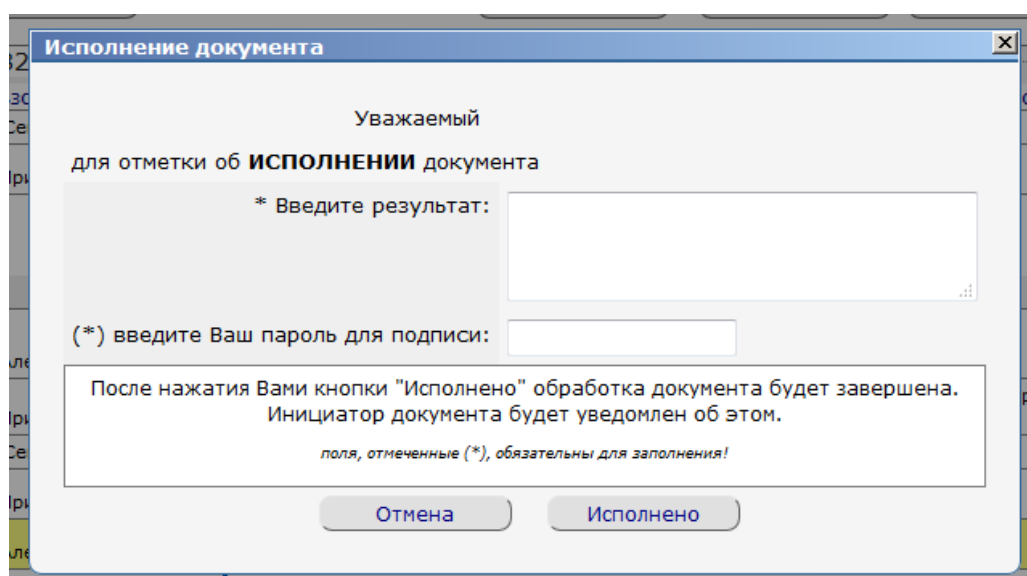 Исполнение документа
Уважаемый
для отметки об ИСПОЛНЕНИИ документа
* Введите результат:
(*) введите Ваш пароль для подписи:
После нажатия Вами кнопки "Исполнено" обработка документа будет завершена.
Инициатор документа будет уведомлен об этом.
поля, отмеченные (*), обязательны для заполнения!
Отмена
Исполнено